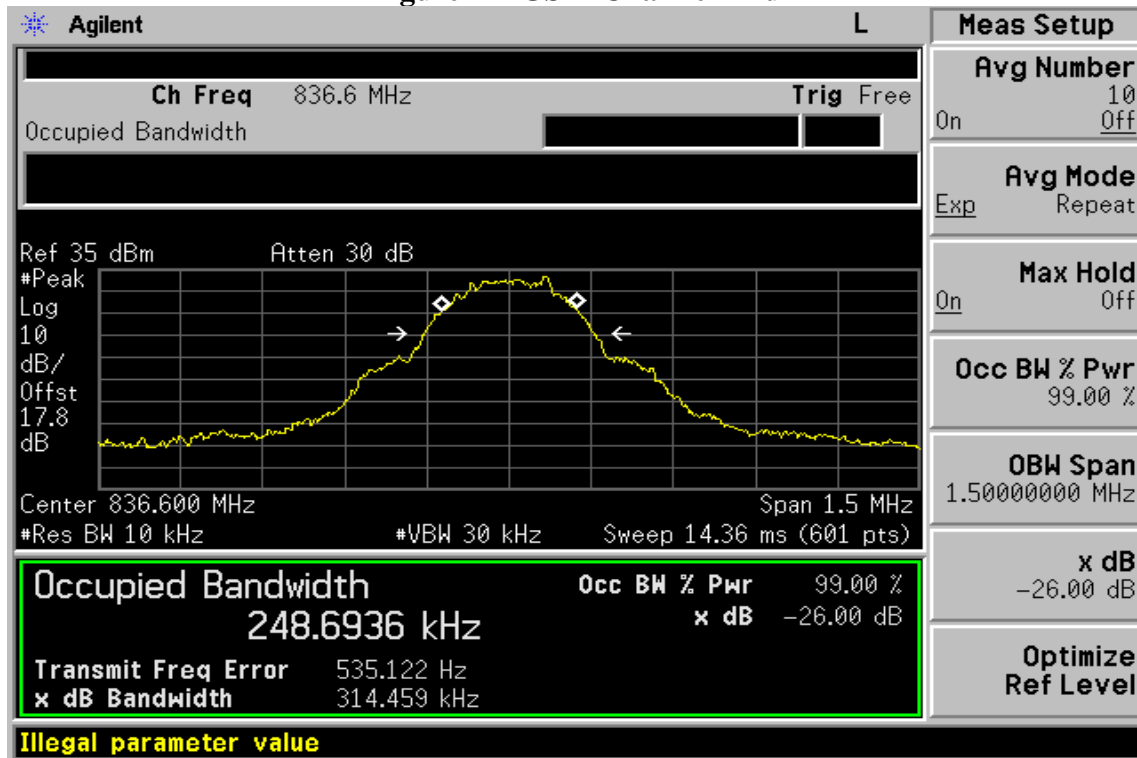 Agilent L Meas Setup
Ch Freq 836.6 MHz Trig Free
Occupied Bandwidth
Avg Number
10
On Off
Avg Mode
Exp Repeat
Max Hold
On Off
Occ BW % Pwr
99.00 %
OBW Span
1.50000000 MHz
x dB
-26.00 dB
Optimize
Ref Level
Ref 35 dBm Atten 30 dB
#Peak
Log
10
dB/
Offst
17.8
dB
Center 836.600 MHz Span 1.5 MHz
#Res BW 10 kHz #VBW 30 kHz Sweep 14.36 ms (601 pts)
Occupied Bandwidth Occ BW % Pwr 99.00 %
248.6936 kHz x dB -26.00 dB
Transmit Freq Error 535.122 Hz
x dB Bandwidth 314.459 kHz
Illegal parameter value